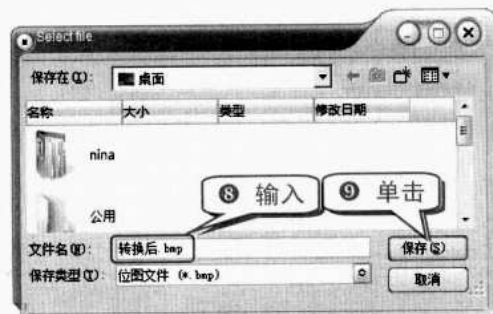 Select file
保存在(I): 桌面
名称 大小 类型 修改日期
nina
❽ 输入 ❾ 单击
公用
文件名(N): 转换后.bmp 保存(S)
保存类型(T): 位图文件 (*.bmp) 取消